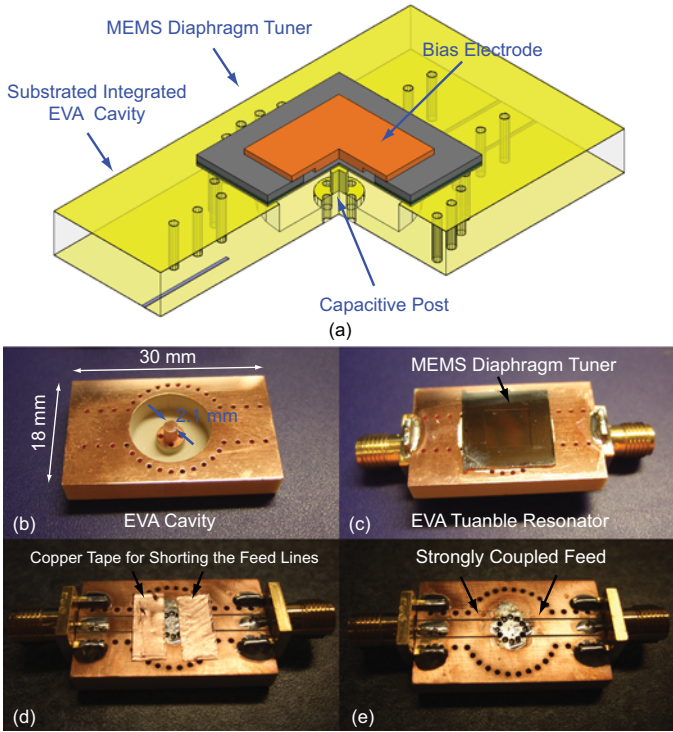 MEMS Diaphragm Tuner
Bias Electrode
Substrated Integrated
EVA Cavity
Capacitive Post
(a)
30 mm
18 mm
2.1 mm
(b)
EVA Cavity
MEMS Diaphragm Tuner
(c)
EVA Tuanble Resonator
Copper Tape for Shorting the Feed Lines
(d)
Strongly Coupled Feed
(e)